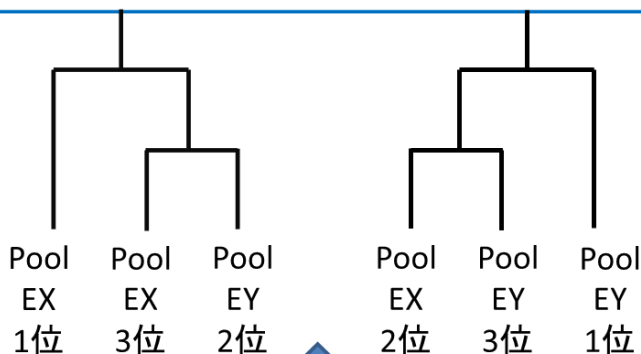 Pool Pool Pool Pool Pool Pool
EX EX EY EX EY EY
1位 3位 2位 2位 3位 1位